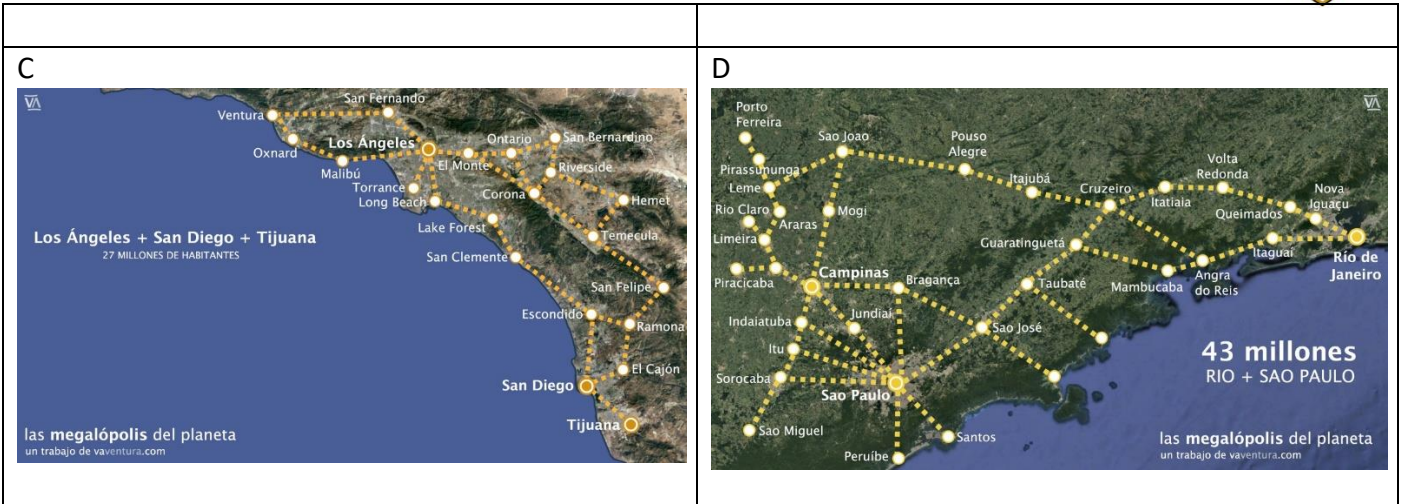 C
VA
San Fernando
Ventura
Los Ángeles
Ontario
San Bernardino
Oxnard
El Monte
Malibú
Riverside
Torrance
Corona
Long Beach
Hemet
Lake Forest
Los Ángeles + San Diego + Tijuana
Temecula
27 MILLONES DE HABITANTES
San Clemente
San Felipe
Escondido
Ramona
El Cajón
San Diego
Tijuana
las megalópolis del planeta
un trabajo de vaventura.com
D
VA
Porto
Ferreira
Sao Joao
Pouso
Alegre
Volta
Redonda
Pirassununga
Itajubá
Leme
Cruzeiro
Itatiaia
Nova
Iguaçu
Rio Claro
Mogi
Queimados
Araras
Limeira
Guaratinguetá
Itaguaí
Río de
Janeiro
Piracicaba
Campinas
Bragança
Taubaté
Mambucaba
Angra
do Reis
Indaiatuba
Jundiaí
Sao José
Itu
43 millones
RIO + SAO PAULO
Sorocaba
Sao Paulo
Sao Miguel
Santos
Peruíbe
las megalópolis del planeta
un trabajo de vaventura.com